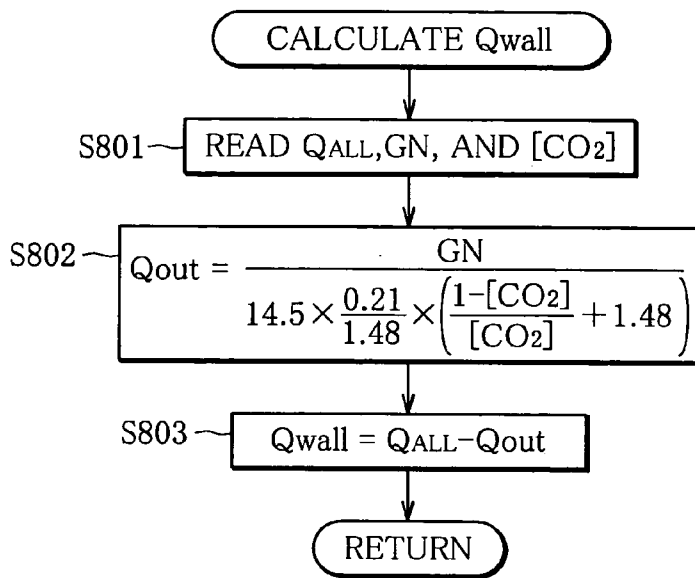 CALCULATE Qwall
S801
READ QALL,GN, AND [CO2]
S802
Qout = GN / 14.5×0.21/1.48×(1-[CO2]/[CO2]+1.48)
S803
Qwall = QALL-Qout
RETURN